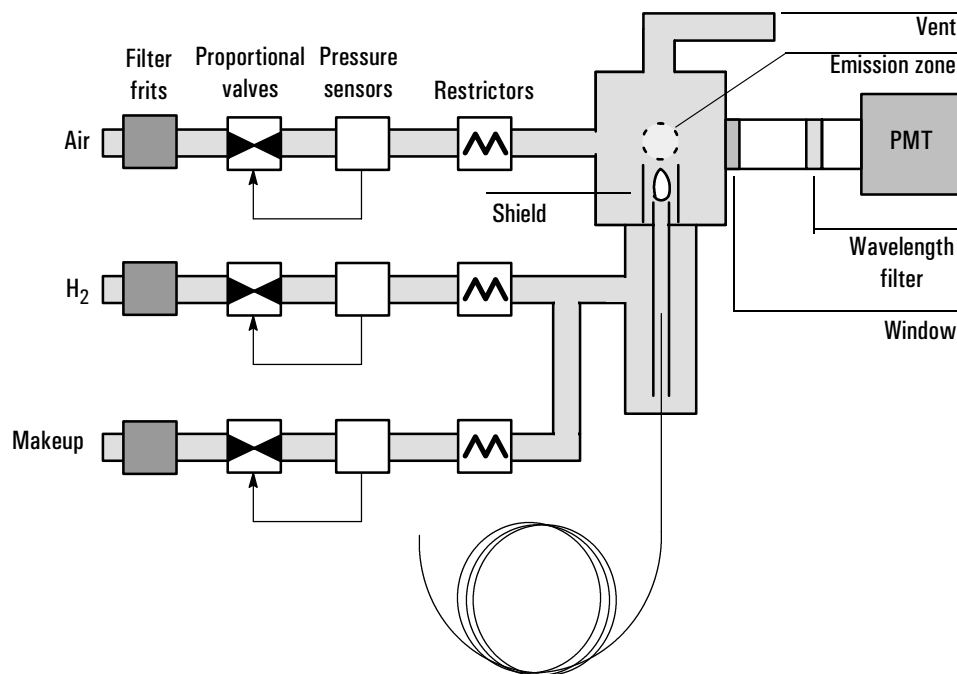 Vent
Emission zone
Filter
frits
Proportional
valves
Pressure
sensors
Restrictors
Air
PMT
Shield
Wavelength
filter
H2
Window
Makeup